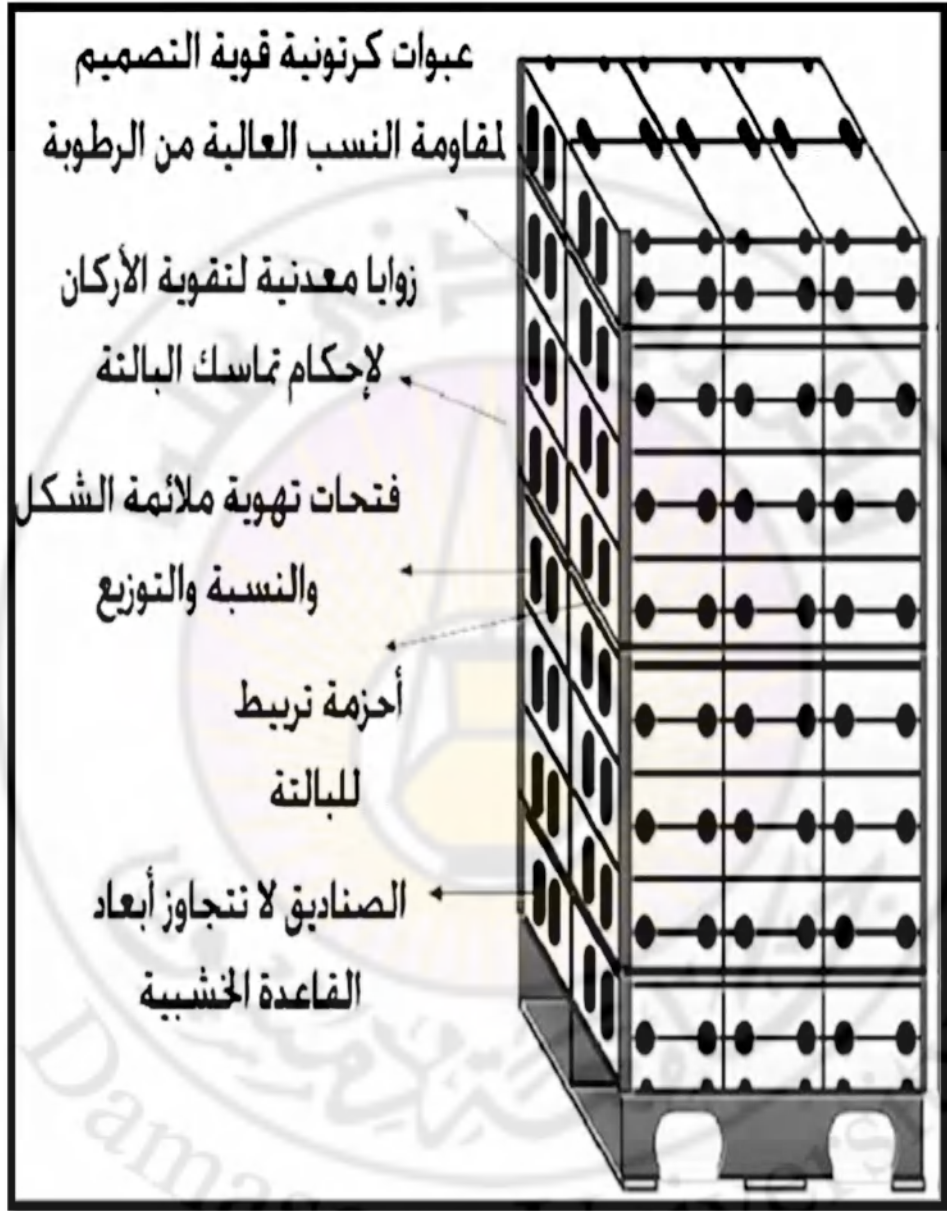 عبوات كرتونية قوية التصميم
لمقاومة النسب العالية من الرطوبة
زوايا معدنية لتقوية الأركان
لإحكام تماسك البالتة
فتحات تهوية ملائمة الشكل
والنسبة والتوزيع
أحزمة تربيط
للبالتة
الصناديق لا تتجاوز أبعاد
القاعدة الخشبية